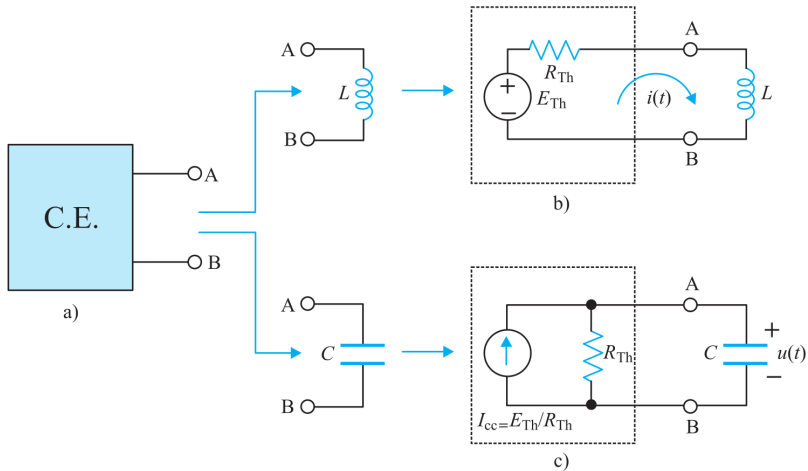 C.E.
A
B
a)
A
L
B
A
C
B
R_Th
+
−
E_Th
i(t)
A
L
B
b)
I_cc=E_Th/R_Th
R_Th
A
C
+
u(t)
−
B
c)